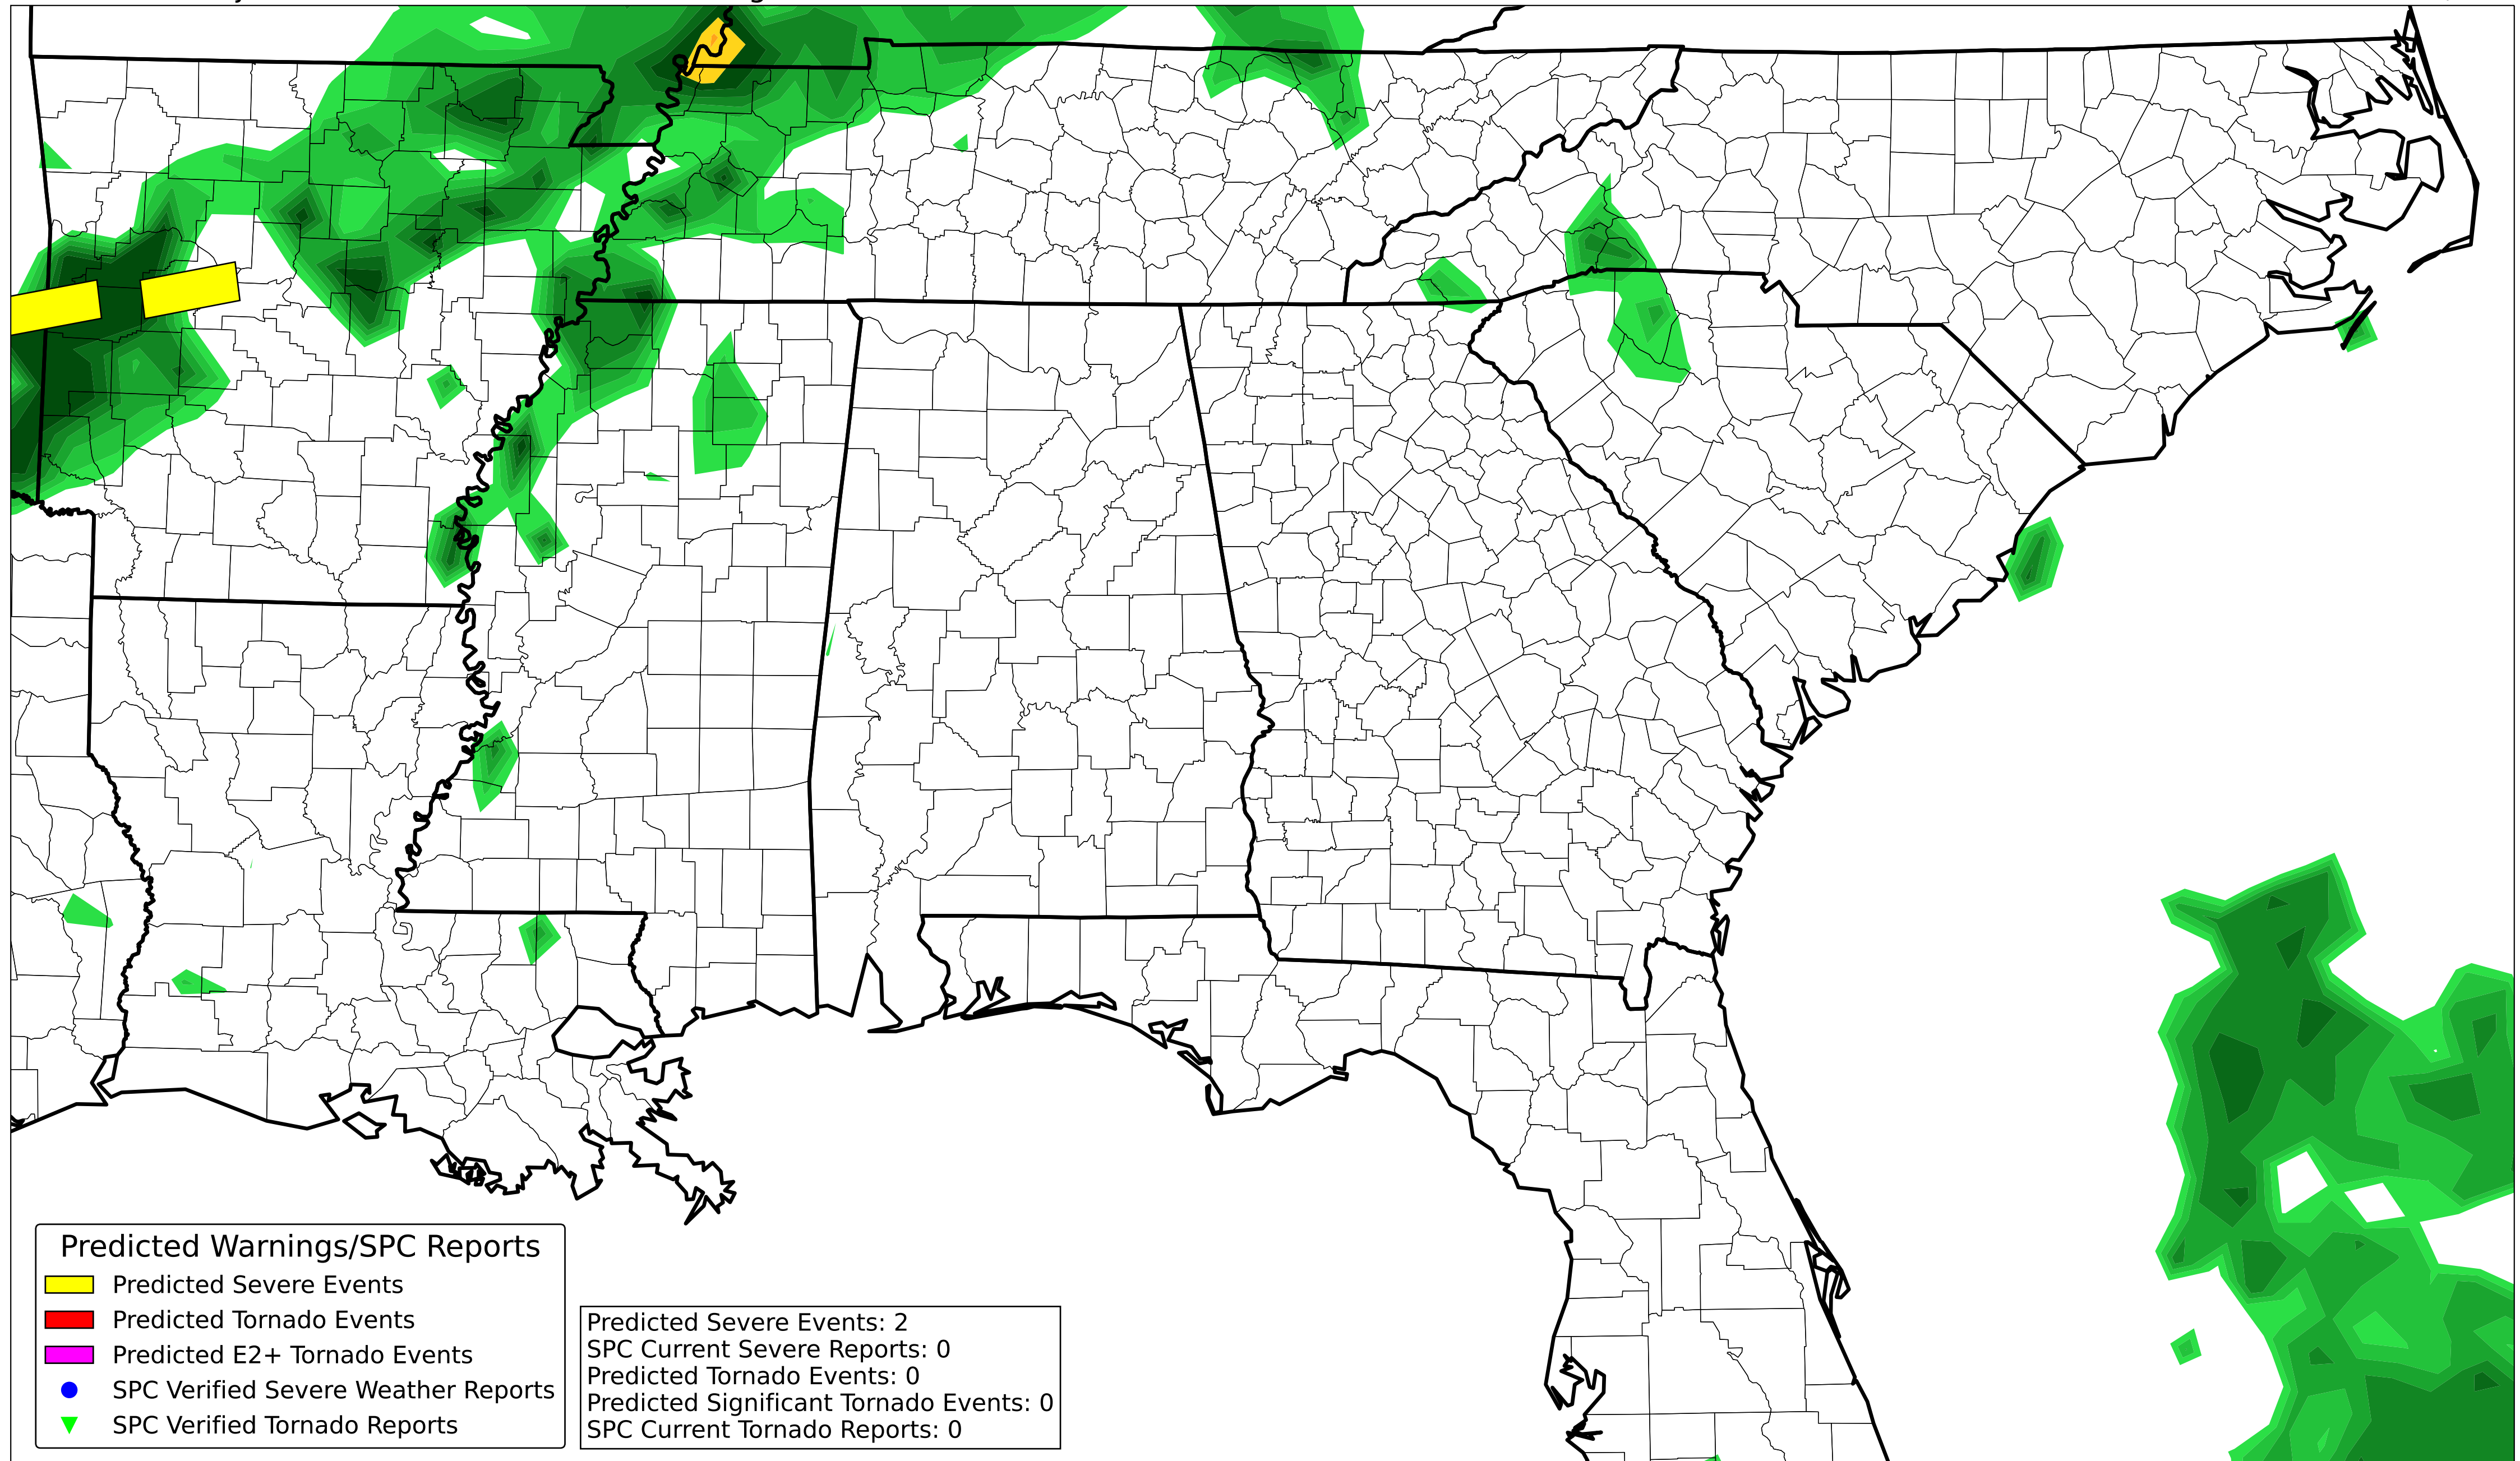 Predicted Warnings/SPC Reports
Predicted Severe Events
Predicted Tornado Events
Predicted E2+ Tornado Events
SPC Verified Severe Weather Reports
SPC Verified Tornado Reports
Predicted Severe Events: 2
SPC Current Severe Reports: 0
Predicted Tornado Events: 0
Predicted Significant Tornado Events: 0
SPC Current Tornado Reports: 0